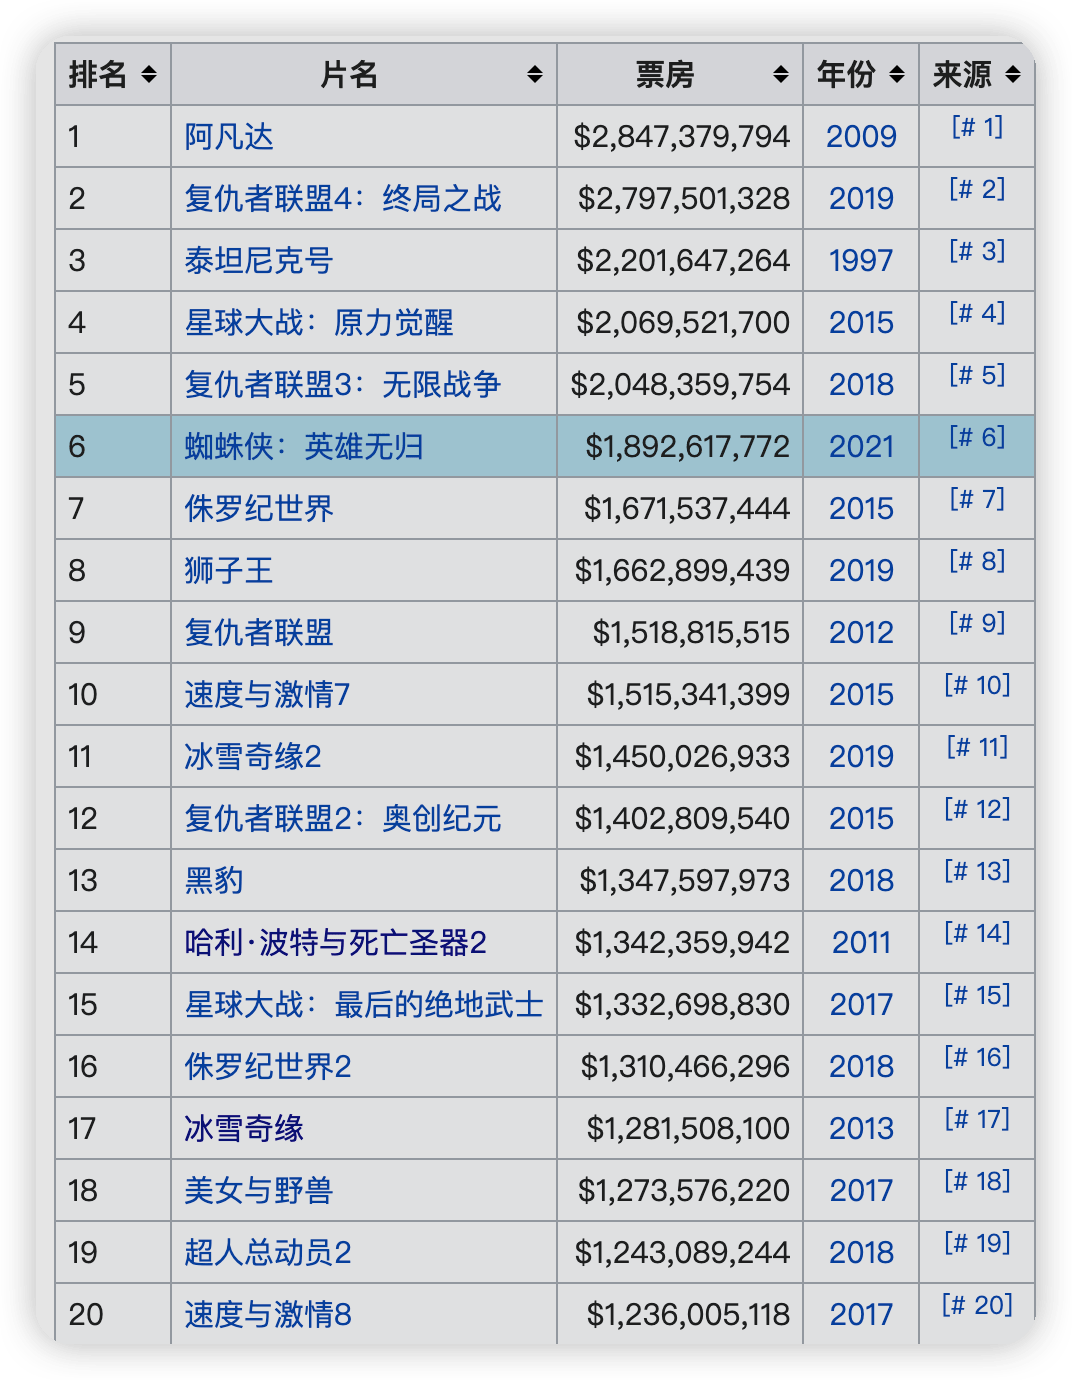 排名 片名 票房 年份 来源
1 阿凡达 $2,847,379,794 2009 [# 1]
2 复仇者联盟4：终局之战 $2,797,501,328 2019 [# 2]
3 泰坦尼克号 $2,201,647,264 1997 [# 3]
4 星球大战：原力觉醒 $2,069,521,700 2015 [# 4]
5 复仇者联盟3：无限战争 $2,048,359,754 2018 [# 5]
6 蜘蛛侠：英雄无归 $1,892,617,772 2021 [# 6]
7 侏罗纪世界 $1,671,537,444 2015 [# 7]
8 狮子王 $1,662,899,439 2019 [# 8]
9 复仇者联盟 $1,518,815,515 2012 [# 9]
10 速度与激情7 $1,515,341,399 2015 [# 10]
11 冰雪奇缘2 $1,450,026,933 2019 [# 11]
12 复仇者联盟2：奥创纪元 $1,402,809,540 2015 [# 12]
13 黑豹 $1,347,597,973 2018 [# 13]
14 哈利·波特与死亡圣器2 $1,342,359,942 2011 [# 14]
15 星球大战：最后的绝地武士 $1,332,698,830 2017 [# 15]
16 侏罗纪世界2 $1,310,466,296 2018 [# 16]
17 冰雪奇缘 $1,281,508,100 2013 [# 17]
18 美女与野兽 $1,273,576,220 2017 [# 18]
19 超人总动员2 $1,243,089,244 2018 [# 19]
20 速度与激情8 $1,236,005,118 2017 [# 20]